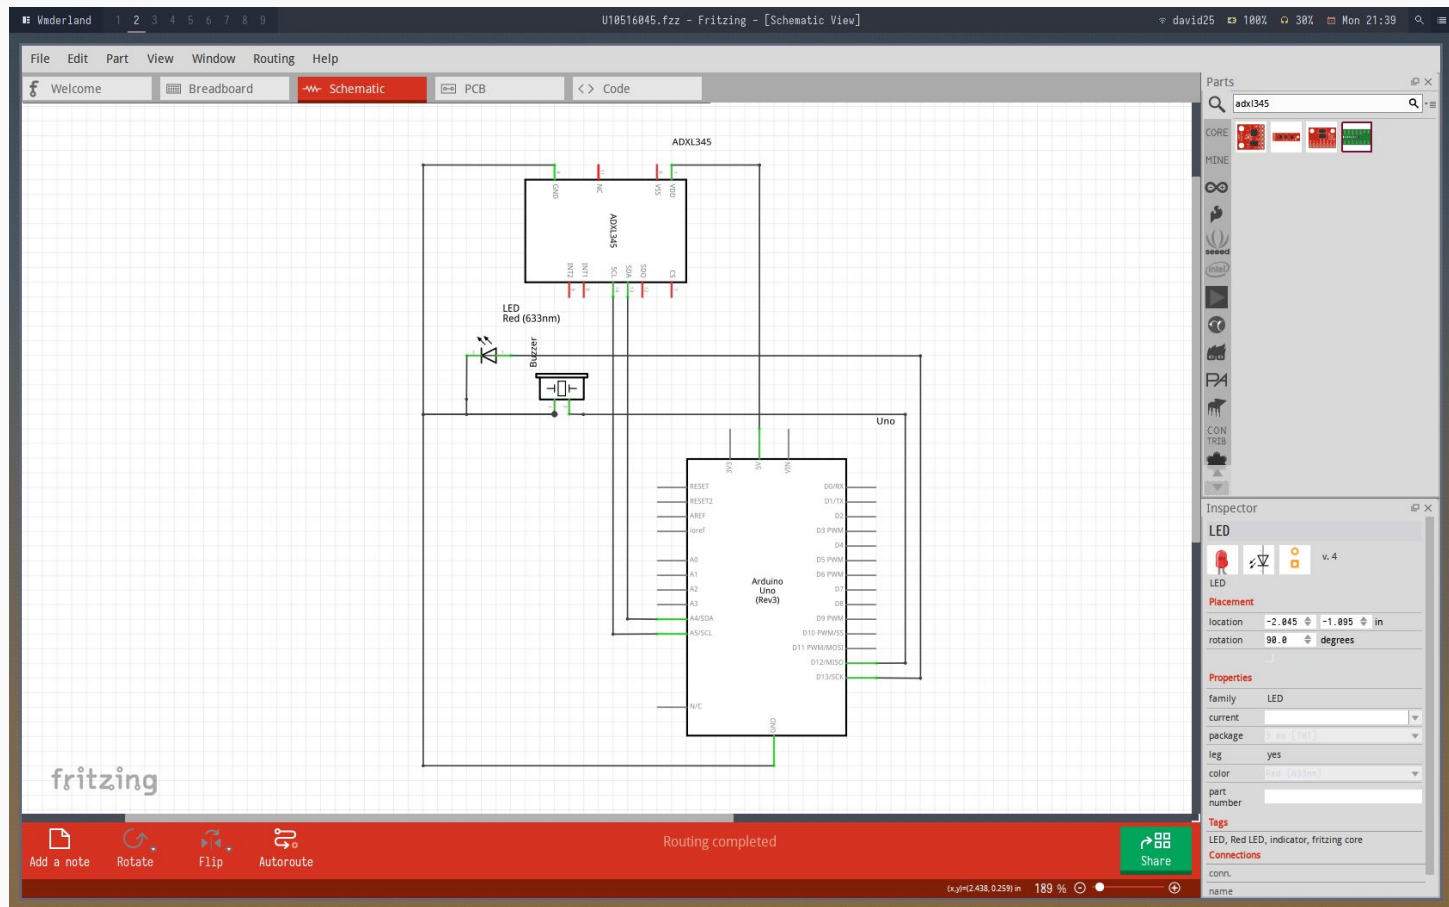 Wmderland 1 2 3 4 5 6 7 8 9 U10516045.fzz – Fritzing – [Schematic View] david25 100% 30% Mon 21:39
File Edit Part View Window Routing Help
Welcome Breadboard Schematic PCB Code
Parts
adxl345
CORE
MINE
seeed
intel
PA
CON
TRIB
ADXL345
GND NC VSS VDD
ADXL345
INT2 INT1 SCL SDA SDO CS
LED
Red (633nm)
Buzzer
Uno
3V3 5V VIN
RESET D0/RX
RESET2 D1/TX
AREF D2
ioref D3 PWM
D4
A0 D5 PWM
A1 D6 PWM
A2 D7
A3 D8
A4/SDA D9 PWM
A5/SCL D10 PWM/SS
D11 PWM/MOSI
D12/MISO
D13/SCK
N/C
GND
Arduino
Uno
(Rev3)
fritzing
Inspector
LED
v. 4
LED
Placement
location -2.045 -1.095 in
rotation 90.0 degrees
Properties
family LED
current
package 5 mm [THT]
leg yes
color Red (633nm)
part
number
Tags
LED, Red LED, indicator, fritzing core
Connections
conn.
name
Add a note Rotate Flip Autoroute Routing completed Share
(x,y)=(2.438, 0.259) in 189 %